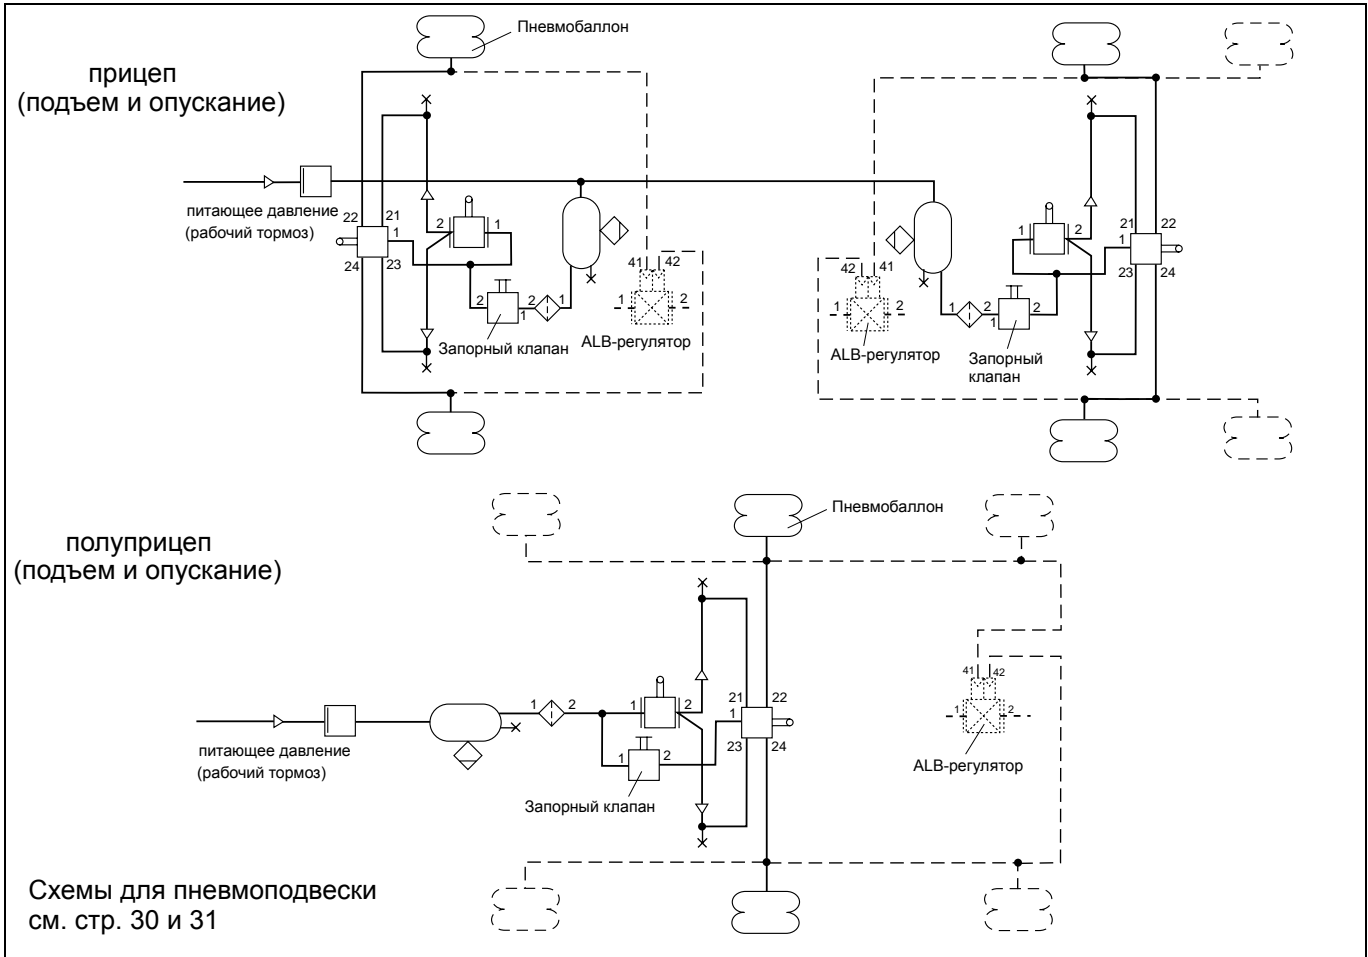 Пневмобаллон
прицеп
(подъем и опускание)
питающее давление
(рабочий тормоз)
22 21
1
24 23
2 1
2 1
2 1
41 42
1 2
Запорный клапан
ALB-регулятор
42 41
1 2
ALB-регулятор
1 2
1 2
1 2
Запорный
клапан
21 22
1
23 24
Пневмобаллон
полуприцеп
(подъем и опускание)
питающее давление
(рабочий тормоз)
1 2
1 2
1 2
Запорный клапан
21 22
1
23 24
41 42
1 2
ALB-регулятор
Схемы для пневмоподвески
см. стр. 30 и 31